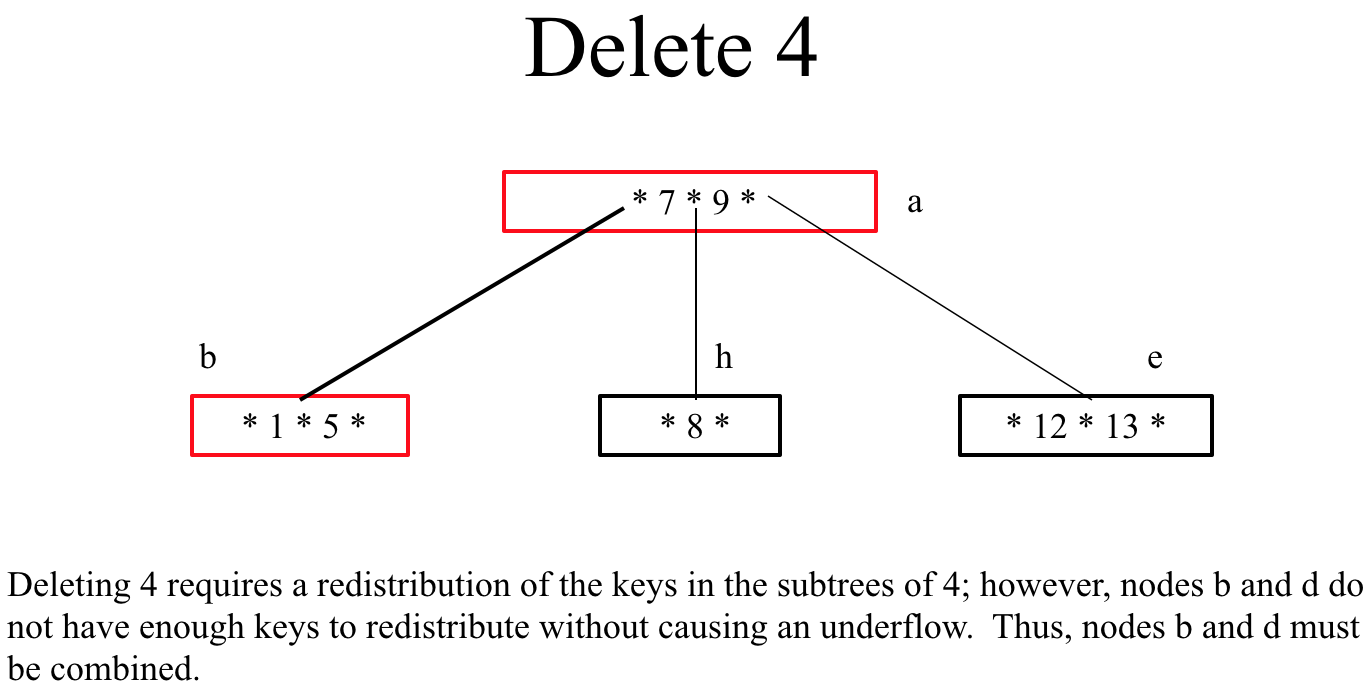 Delete 4
* 7 * 9 *
a
b
h
e
* 1 * 5 *
* 8 *
* 12 * 13 *
Deleting 4 requires a redistribution of the keys in the subtrees of 4; however, nodes b and d do
not have enough keys to redistribute without causing an underflow.  Thus, nodes b and d must
be combined.